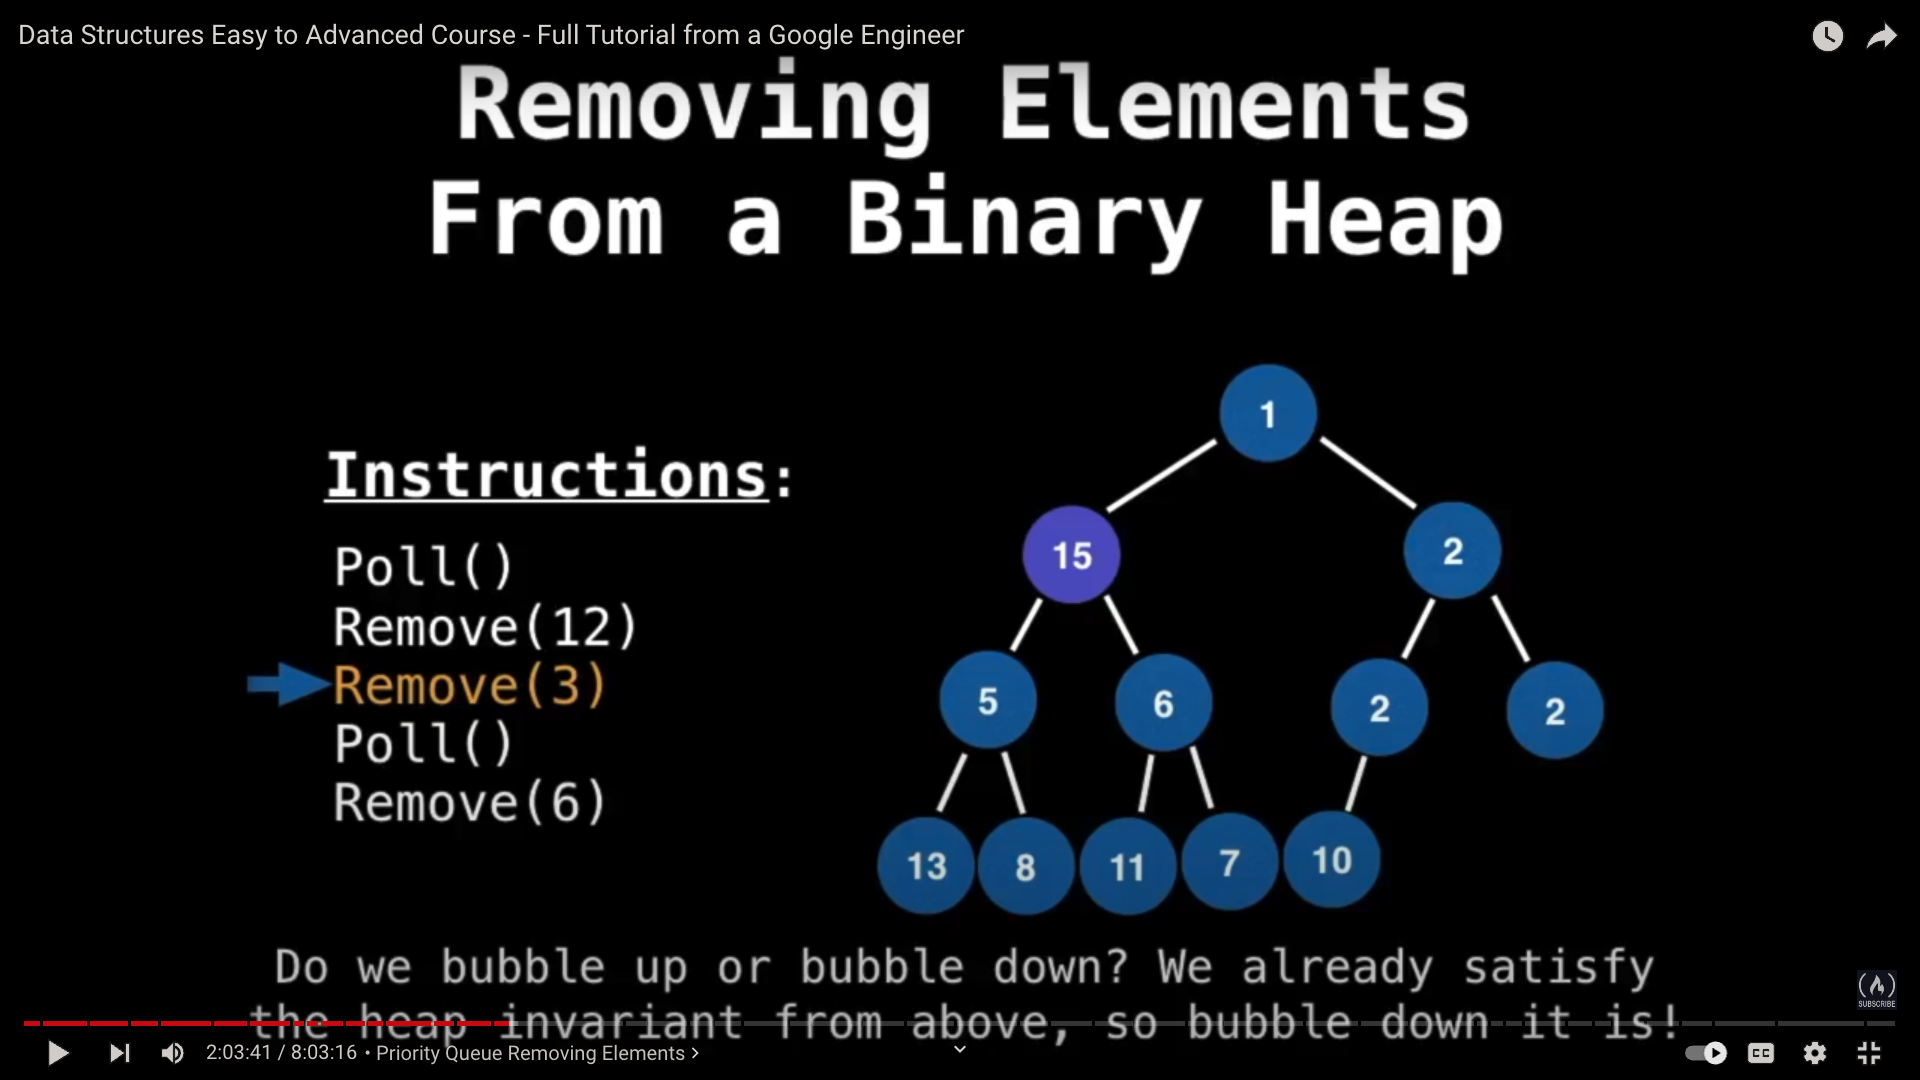 Data Structures Easy to Advanced Course - Full Tutorial from a Google Engineer
Removing Elements
From a Binary Heap
Instructions:
Poll()
Remove(12)
Remove(3)
Poll()
Remove(6)
1
15
2
5
6
2
2
13
8
11
7
10
Do we bubble up or bubble down? We already satisfy
the heap invariant from above, so bubble down it is!
SUBSCRIBE
2:03:41 / 8:03:16 • Priority Queue Removing Elements >
CC